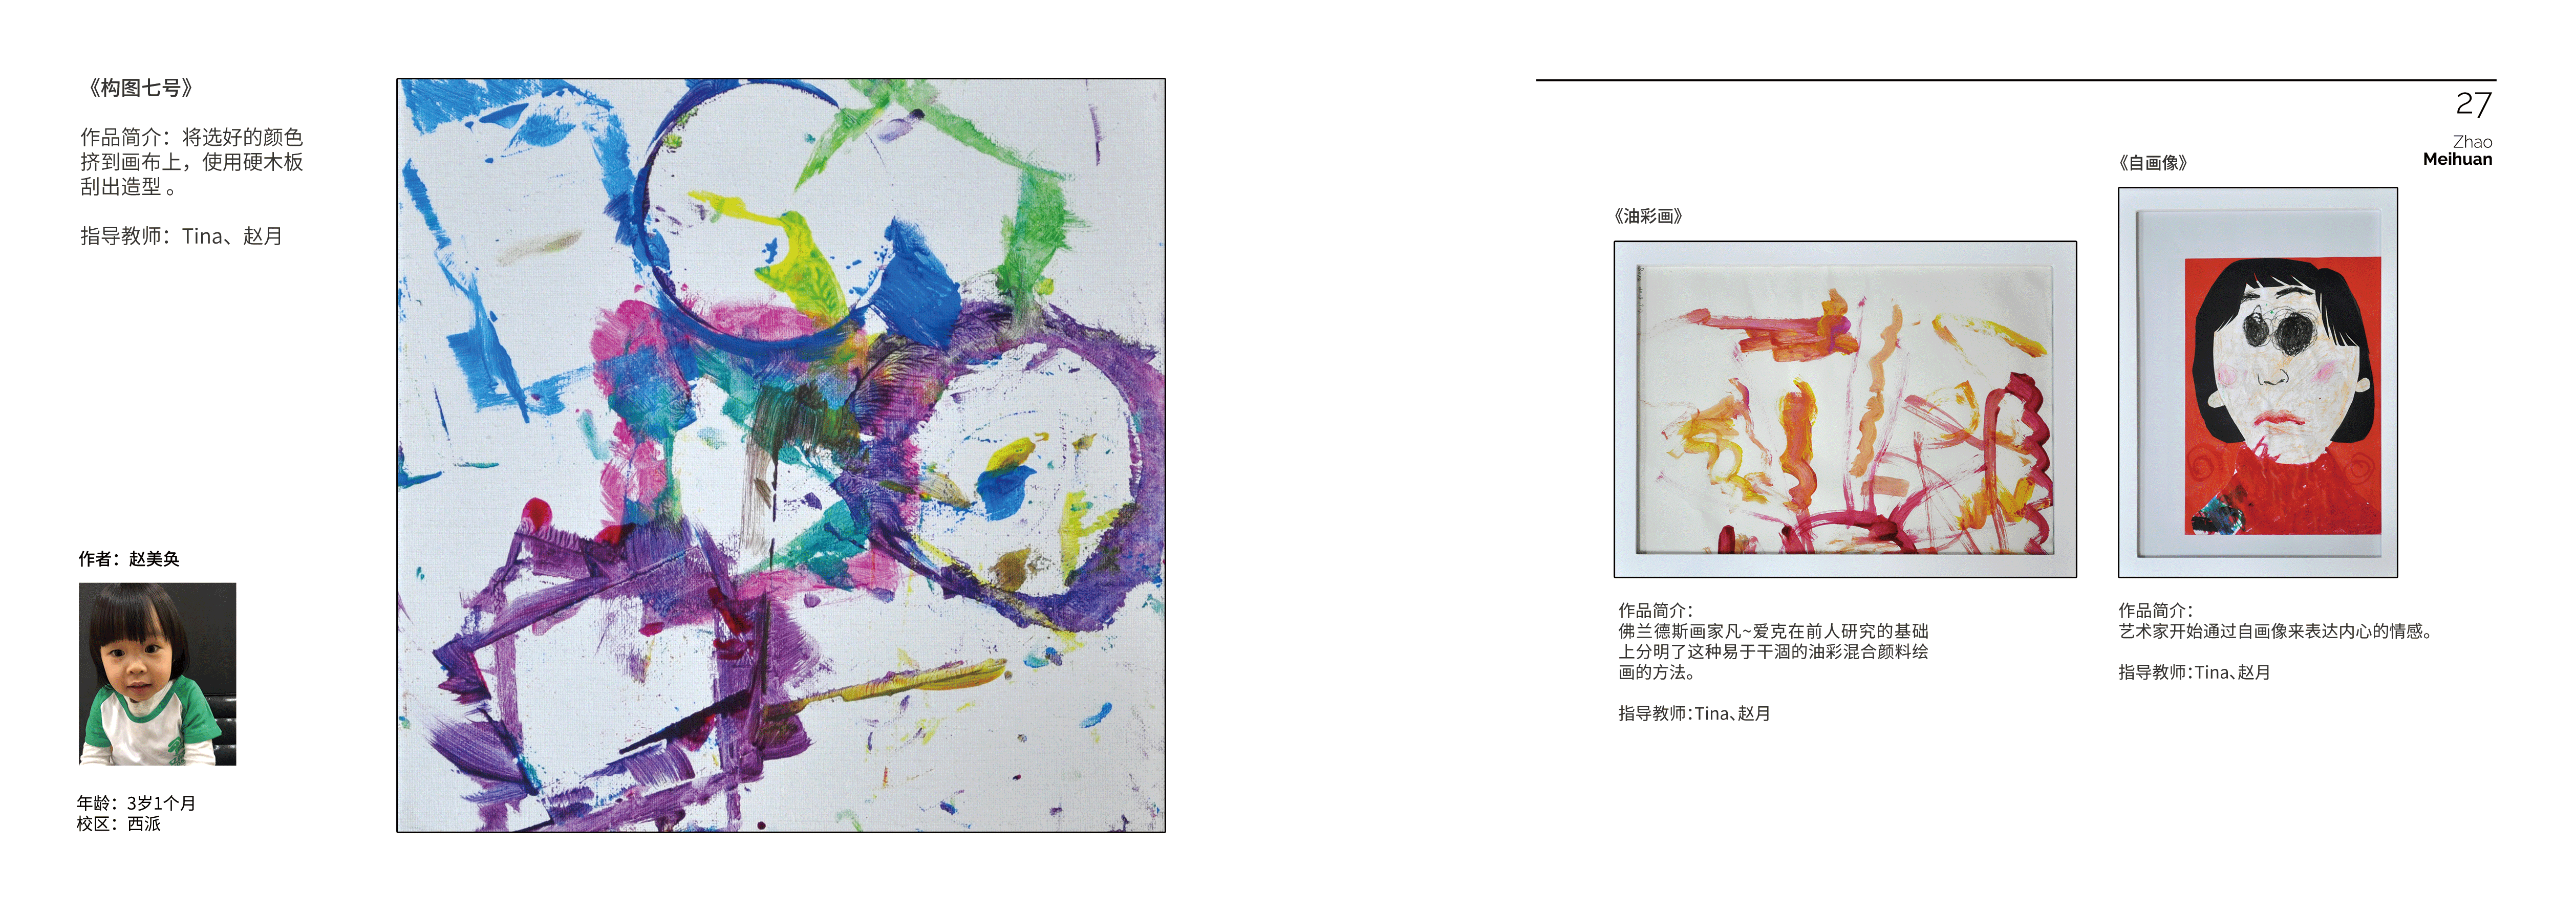 《构图七号》
作品简介：将选好的颜色
挤到画布上，使用硬木板
刮出造型 。
指导教师：Tina、赵月
作者：赵美奂
年龄：3岁1个月
校区：西派
27
Zhao
Meihuan
《油彩画》
作品简介：
佛兰德斯画家凡~爱克在前人研究的基础
上分明了这种易于干涸的油彩混合颜料绘
画的方法。
指导教师：Tina、赵月
《自画像》
作品简介：
艺术家开始通过自画像来表达内心的情感。
指导教师：Tina、赵月